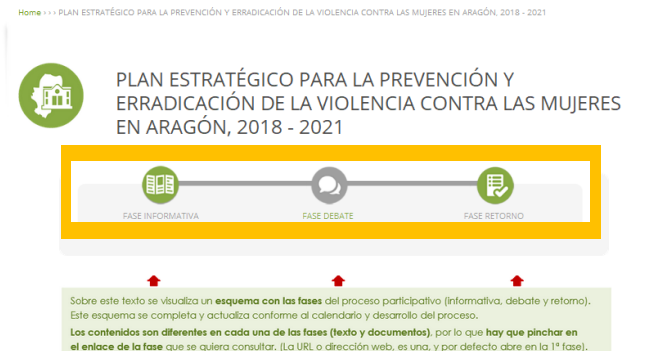 Home › › › PLAN ESTRATÉGICO PARA LA PREVENCIÓN Y ERRADICACIÓN DE LA VIOLENCIA CONTRA LAS MUJERES EN ARAGÓN, 2018 - 2021
PLAN ESTRATÉGICO PARA LA PREVENCIÓN Y
ERRADICACIÓN DE LA VIOLENCIA CONTRA LAS MUJERES
EN ARAGÓN, 2018 - 2021
FASE INFORMATIVA FASE DEBATE FASE RETORNO
Sobre este texto se visualiza un esquema con las fases del proceso participativo (informativa, debate y retorno).
Este esquema se completa y actualiza conforme al calendario y desarrollo del proceso.
Los contenidos son diferentes en cada una de las fases (texto y documentos), por lo que hay que pinchar en
el enlace de la fase que se quiera consultar. (La URL o dirección web, es una, y por defecto abre en la 1ª fase).